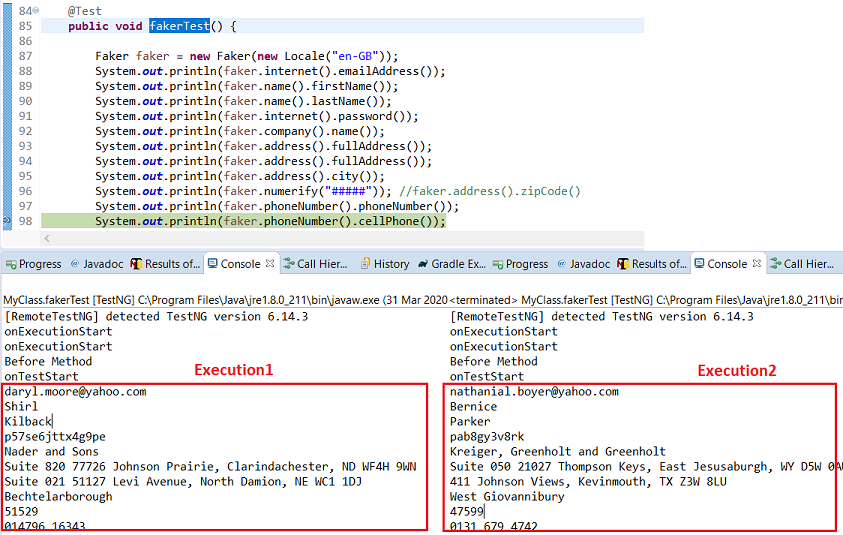 84 @Test
85 public void fakerTest() {
86
87 Faker faker = new Faker(new Locale("en-GB"));
88 System.out.println(faker.internet().emailAddress());
89 System.out.println(faker.name().firstName());
90 System.out.println(faker.name().lastName());
91 System.out.println(faker.internet().password());
92 System.out.println(faker.company().name());
93 System.out.println(faker.address().fullAddress());
94 System.out.println(faker.address().fullAddress());
95 System.out.println(faker.address().city());
96 System.out.println(faker.numerify("#####")); //faker.address().zipCode()
97 System.out.println(faker.phoneNumber().phoneNumber());
98 System.out.println(faker.phoneNumber().cellPhone());
Progress Javadoc Results of... Console Call Hier... History Gradle Ex... Progress Javadoc Results of... Console Call Hier...
MyClass.fakerTest [TestNG] C:\Program Files\Java\jre1.8.0_211\bin\javaw.exe (31 Mar 2020
[RemoteTestNG] detected TestNG version 6.14.3
onExecutionStart
onExecutionStart
Before Method
onTestStart
Execution1
daryl.moore@yahoo.com
Shirl
Kilback
p57se6jttx4g9pe
Nader and Sons
Suite 820 77726 Johnson Prairie, Clarindachester, ND WF4H 9WN
Suite 021 51127 Levi Avenue, North Damion, NE WC1 1DJ
Bechtelarborough
51529
014796 16343
<terminated> MyClass.fakerTest [TestNG] C:\Program Files\Java\jre1.8.0_211\bin
[RemoteTestNG] detected TestNG version 6.14.3
onExecutionStart
onExecutionStart
Before Method
onTestStart
Execution2
nathanial.boyer@yahoo.com
Bernice
Parker
pab8gy3v8rk
Kreiger, Greenholt and Greenholt
Suite 050 21027 Thompson Keys, East Jesusaburgh, WY D5W
411 Johnson Views, Kevinmouth, TX Z3W 8LU
West Giovannibury
47599
0131 679 4742